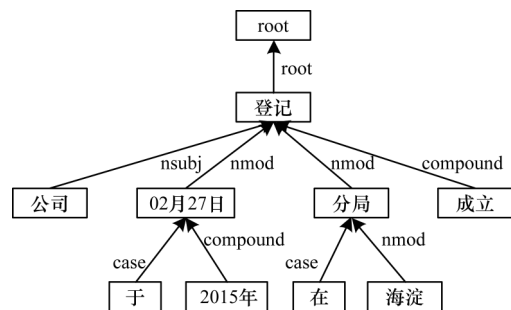 root
root
登记
nsubj
nmod
nmod
compound
公司
02月27日
分局
成立
case
compound
case
nmod
于
2015年
在
海淀